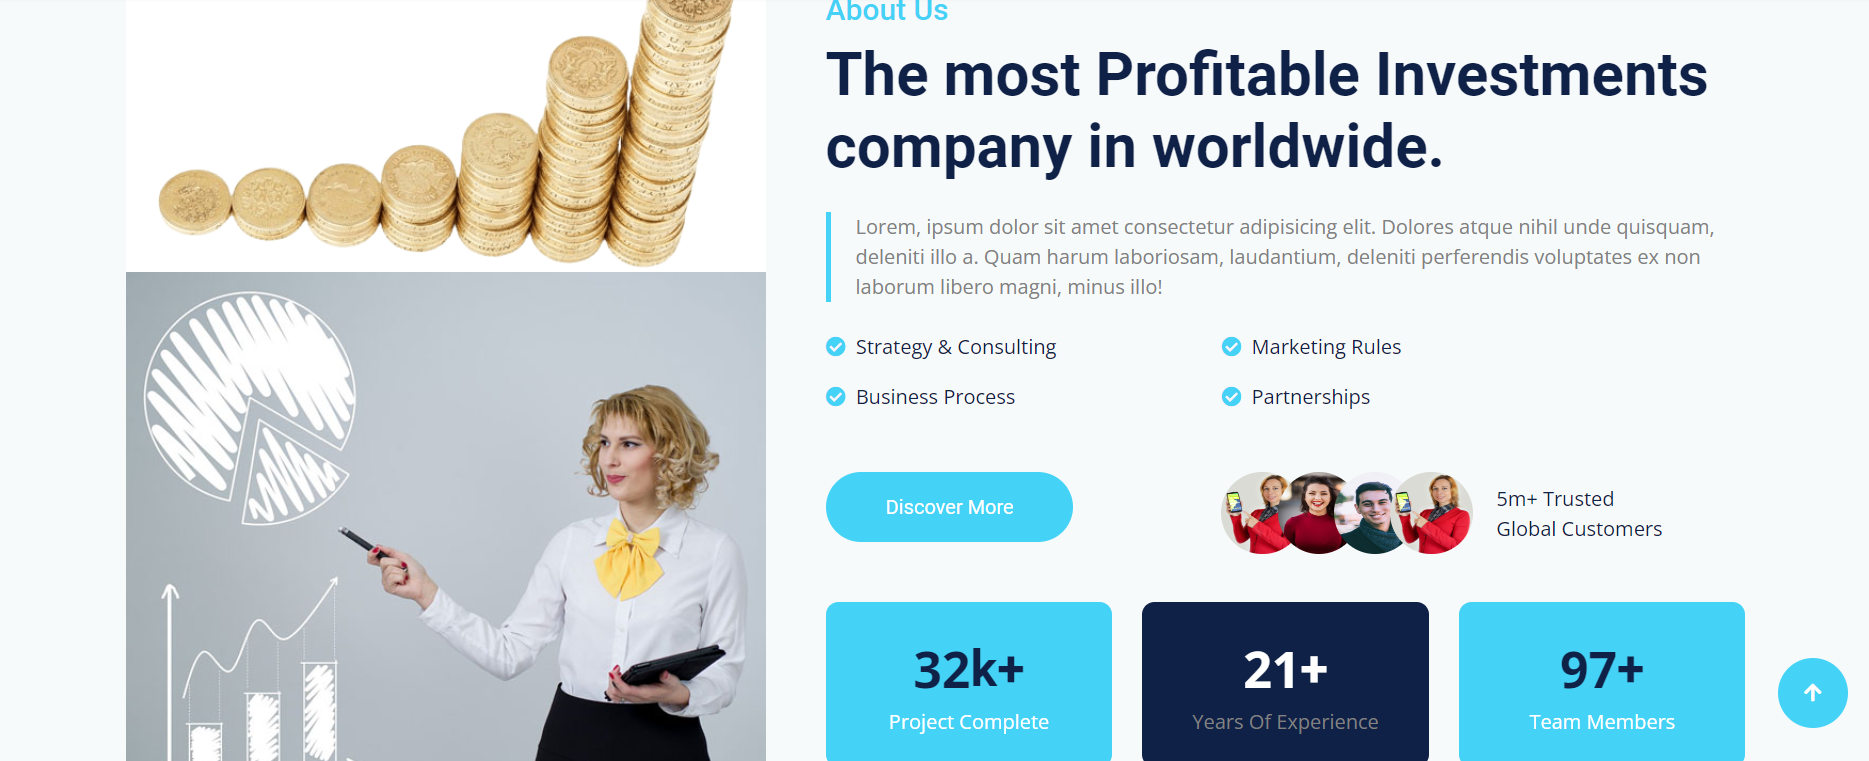 About Us
The most Profitable Investments
company in worldwide.
Lorem, ipsum dolor sit amet consectetur adipisicing elit. Dolores atque nihil unde quisquam,
deleniti illo a. Quam harum laboriosam, laudantium, deleniti perferendis voluptates ex non
laborum libero magni, minus illo!
Strategy & Consulting
Marketing Rules
Business Process
Partnerships
Discover More
5m+ Trusted
Global Customers
32k+
Project Complete
21+
Years Of Experience
97+
Team Members